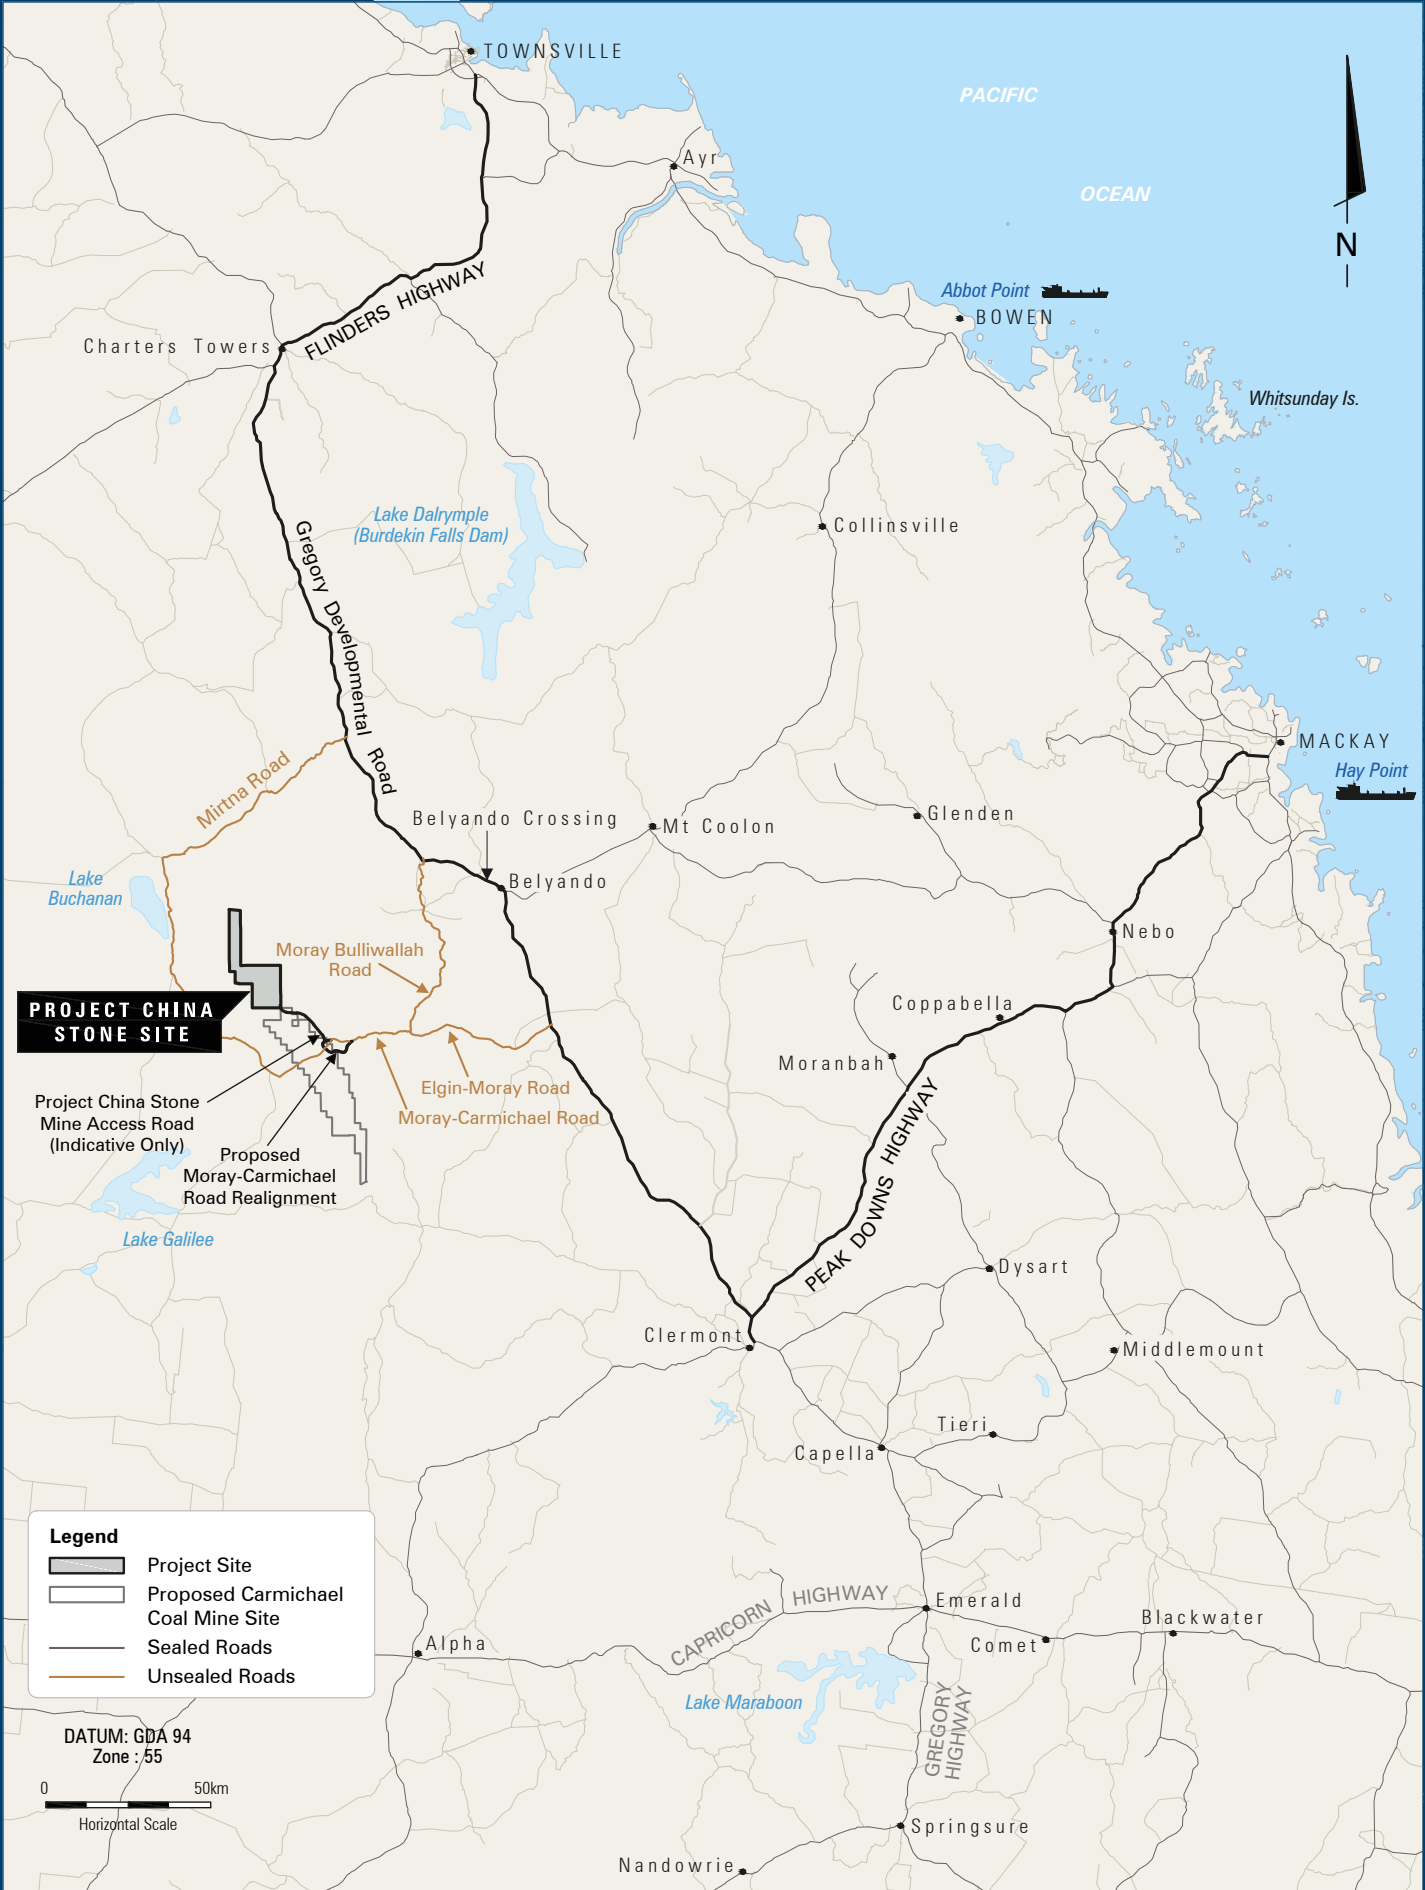 TOWNSVILLE
PACIFIC
Ayr
OCEAN
N
Abbot Point
BOWEN
FLINDERS HIGHWAY
Charters Towers
Whitsunday Is.
Lake Dalrymple
(Burdekin Falls Dam)
Collinsville
Gregory Developmental Road
MACKAY
Hay Point
Mirtna Road
Belyando Crossing
Mt Coolon
Glenden
Lake
Buchanan
Belyando
Nebo
Moray Bulliwallah
Road
PROJECT CHINA
STONE SITE
Coppabella
Moranbah
Elgin-Moray Road
Moray-Carmichael Road
Project China Stone
Mine Access Road
(Indicative Only)
Proposed
Moray-Carmichael
Road Realignment
PEAK DOWNS HIGHWAY
Lake Galilee
Dysart
Clermont
Middlemount
Tieri
Capella
Legend
Project Site
Proposed Carmichael
Coal Mine Site
Sealed Roads
Unsealed Roads
CAPRICORN HIGHWAY
Emerald
Blackwater
Comet
Alpha
Lake Maraboon
GREGORY
HIGHWAY
DATUM: GDA 94
Zone : 55
0 50km
Horizontal Scale
Springsure
Nandowrie